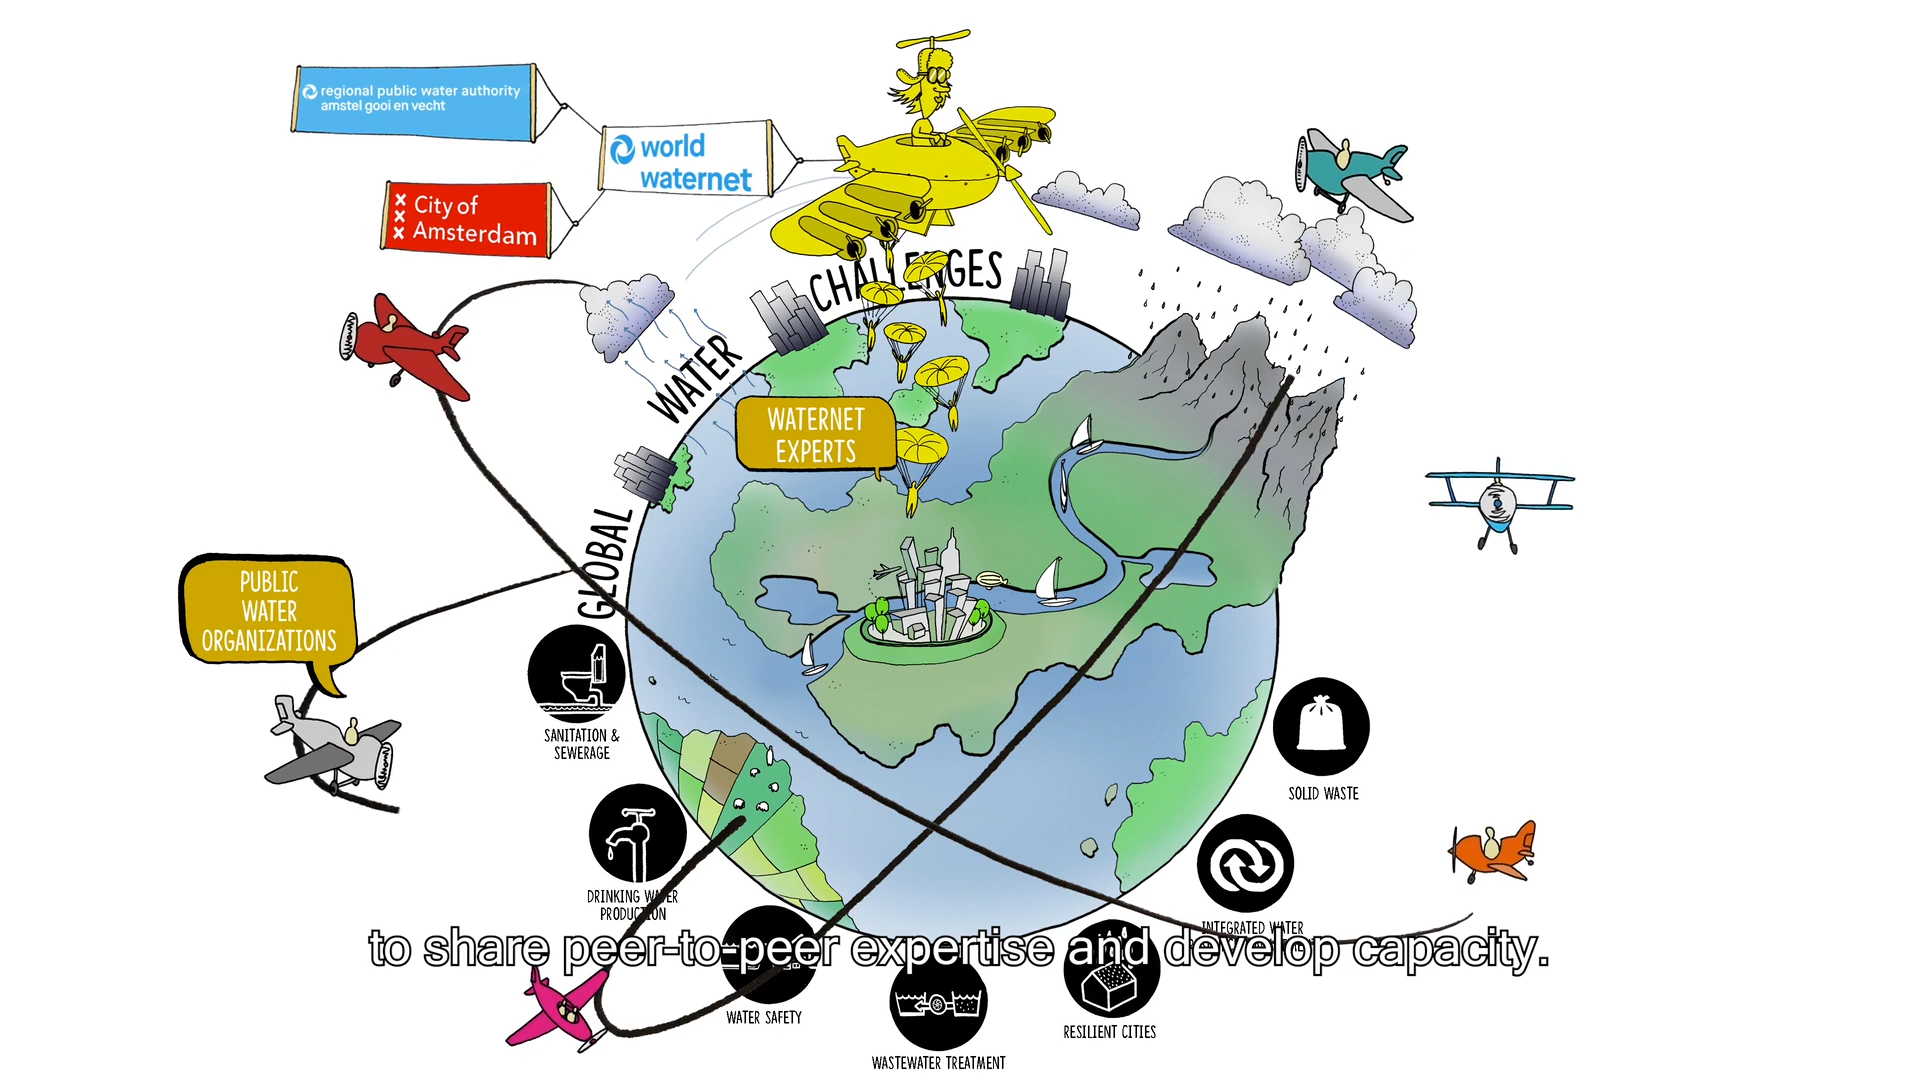 regional public water authority
amstel gooi en vecht
world
waternet
City of
Amsterdam
GLOBAL WATER CHALLENGES
WATERNET
EXPERTS
PUBLIC
WATER
ORGANIZATIONS
SANITATION &
SEWERAGE
DRINKING WATER
PRODUCTION
WATER SAFETY
WASTEWATER TREATMENT
RESILIENT CITIES
INTEGRATED WATER
SOLID WASTE
to share peer-to-peer expertise and develop capacity.